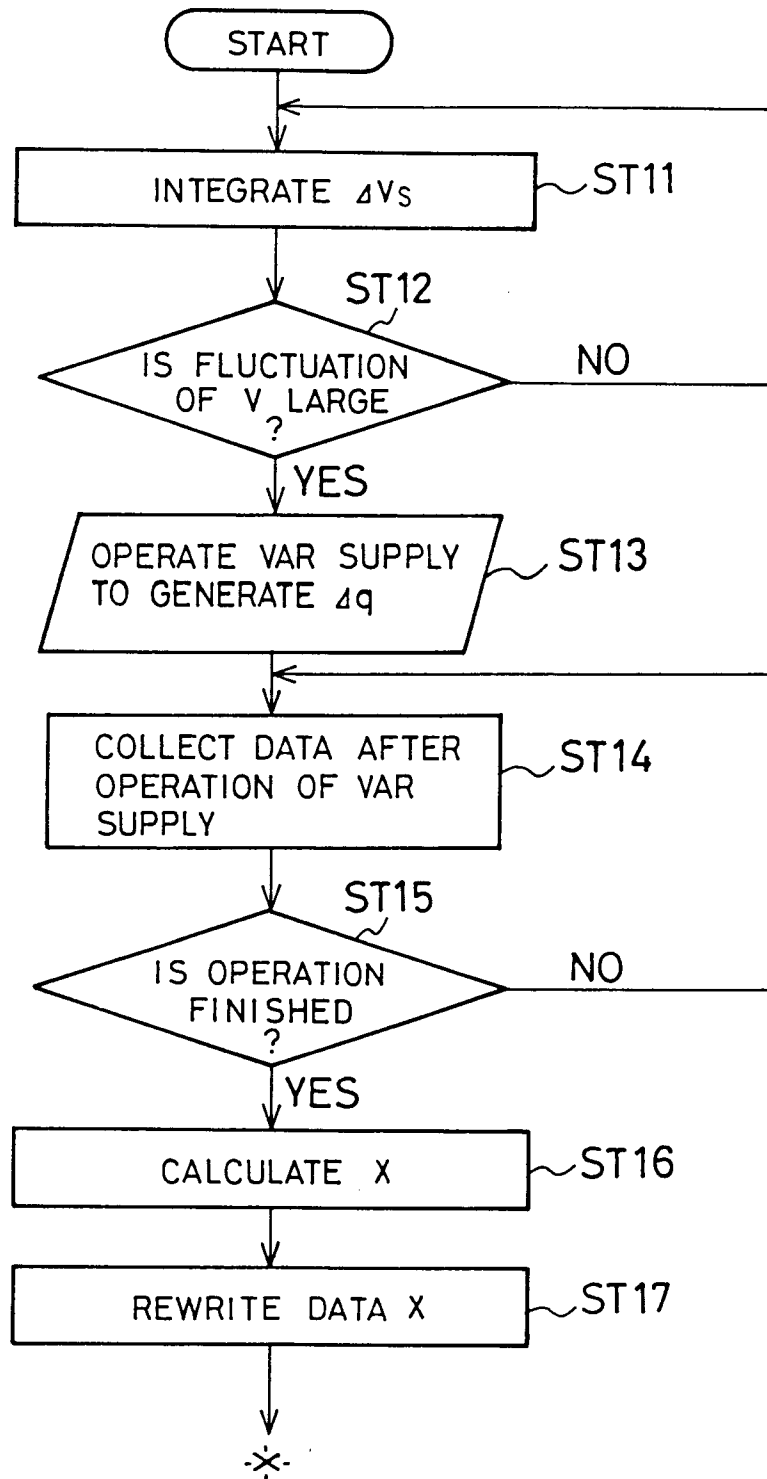 START
INTEGRATE ΔVS
ST11
ST12
IS FLUCTUATION
OF V LARGE
?
NO
YES
OPERATE VAR SUPPLY
TO GENERATE Δq
ST13
COLLECT DATA AFTER
OPERATION OF VAR
SUPPLY
ST14
ST15
IS OPERATION
FINISHED
?
NO
YES
CALCULATE X
ST16
REWRITE DATA X
ST17